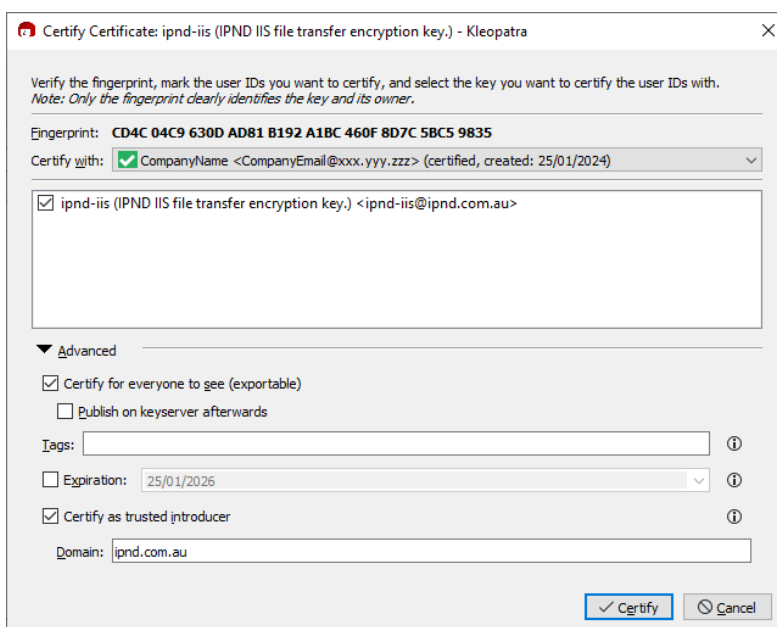 Certify Certificate: ipnd-iis (IPND IIS file transfer encryption key.) - Kleopatra
Verify the fingerprint, mark the user IDs you want to certify, and select the key you want to certify the user IDs with.
Note: Only the fingerprint clearly identifies the key and its owner.
Fingerprint: CD4C 04C9 630D AD81 B192 A1BC 460F 8D7C 5BC5 9835
Certify with: CompanyName <CompanyEmail@xxx.yyy.zzz> (certified, created: 25/01/2024)
ipnd-iis (IPND IIS file transfer encryption key.) <ipnd-iis@ipnd.com.au>
Advanced
Certify for everyone to see (exportable)
Publish on keyserver afterwards
Tags:
Expiration: 25/01/2026
Certify as trusted introducer
Domain: ipnd.com.au
Certify Cancel